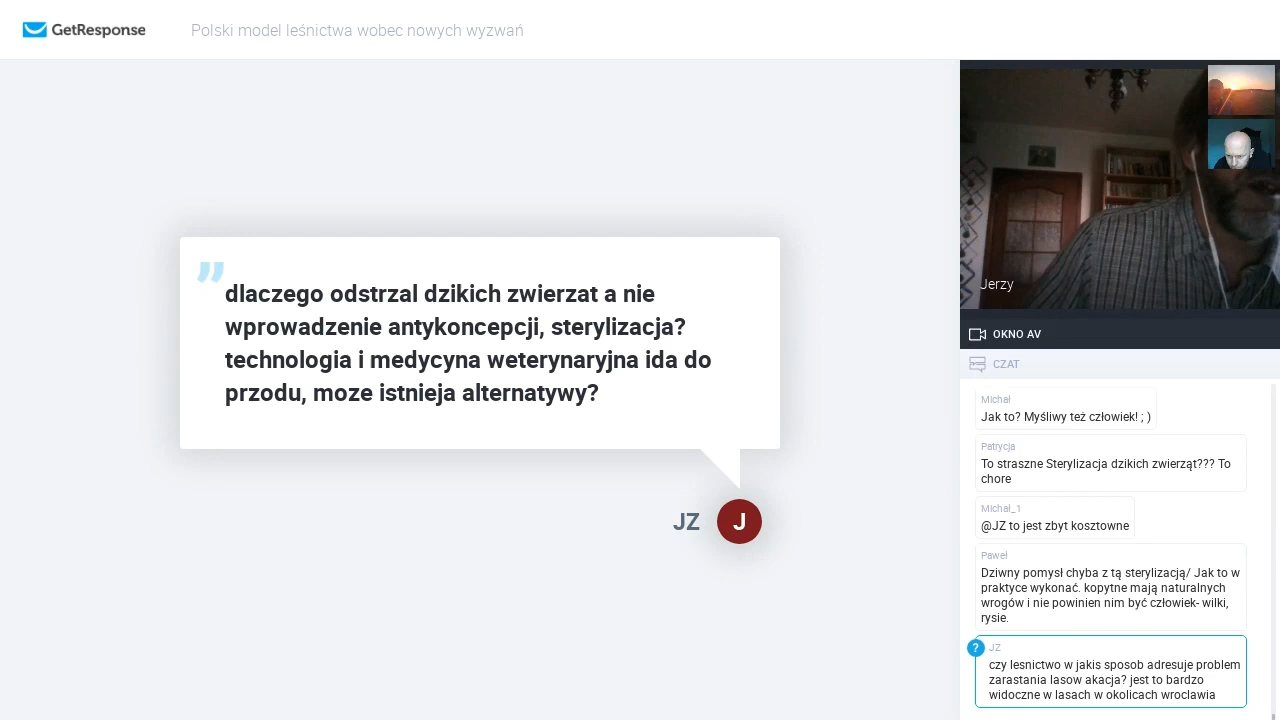 GetResponse
Polski model leśnictwa wobec nowych wyzwań
dlaczego odstrzal dzikich zwierzat a nie
wprowadzenie antykoncepcji, sterylizacja?
technologia i medycyna weterynaryjna ida do
przodu, moze istnieja alternatywy?
JZ
J
Jerzy
OKNO AV
CZAT
Michał
Jak to? Myśliwy też człowiek! ; )
Patrycja
To straszne Sterylizacja dzikich zwierząt??? To
chore
Michał_1
@JZ to jest zbyt kosztowne
Paweł
Dziwny pomysł chyba z tą sterylizacją/ Jak to w
praktyce wykonać. kopytne mają naturalnych
wrogów i nie powinien nim być człowiek- wilki,
rysie.
?
JZ
czy lesnictwo w jakis sposob adresuje problem
zarastania lasow akacja? jest to bardzo
widoczne w lasach w okolicach wroclawia